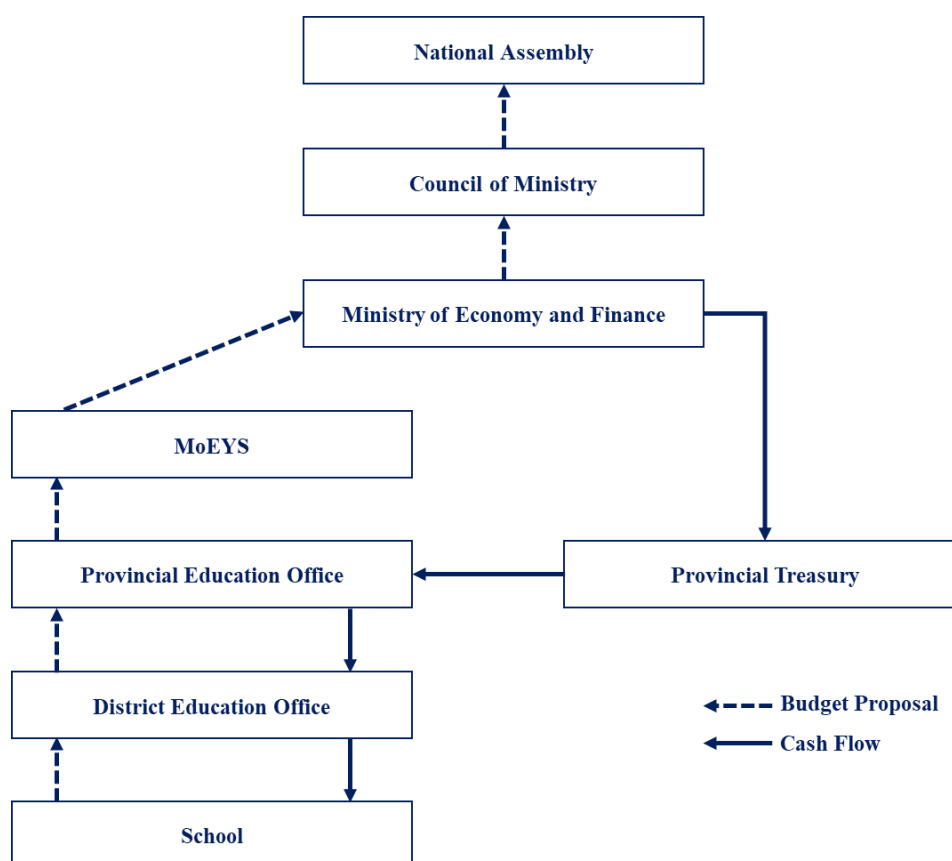 National Assembly
Council of Ministry
Ministry of Economy and Finance
MoEYS
Provincial Education Office
Provincial Treasury
District Education Office
Budget Proposal
Cash Flow
School